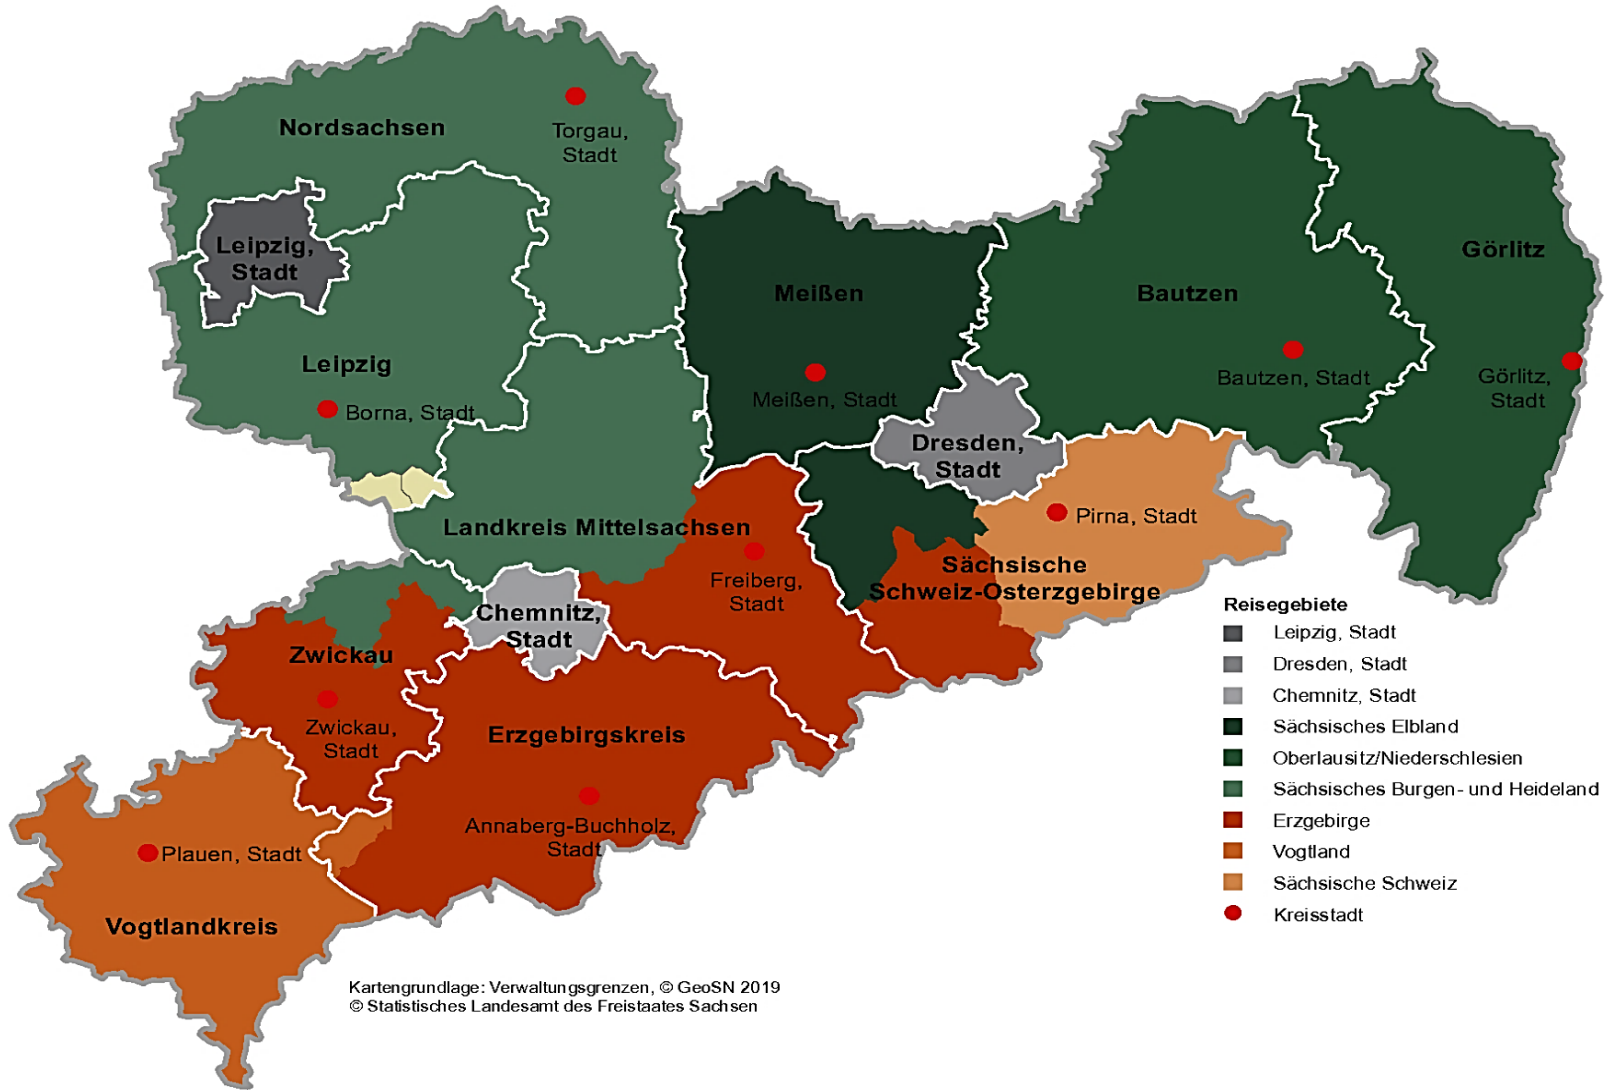 Nordsachsen
Torgau,
Stadt
Leipzig,
Stadt
Görlitz
Meißen
Bautzen
Leipzig
Bautzen, Stadt
Görlitz,
Stadt
Meißen, Stadt
Borna, Stadt
Dresden,
Stadt
Pirna, Stadt
Landkreis Mittelsachsen
Sächsische
Schweiz-Osterzgebirge
Freiberg,
Stadt
Chemnitz,
Stadt
Zwickau
Zwickau,
Stadt
Erzgebirgskreis
Annaberg-Buchholz,
Stadt
Plauen, Stadt
Vogtlandkreis
Reisegebiete
Leipzig, Stadt
Dresden, Stadt
Chemnitz, Stadt
Sächsisches Elbland
Oberlausitz/Niederschlesien
Sächsisches Burgen- und Heideland
Erzgebirge
Vogtland
Sächsische Schweiz
Kreisstadt
Kartengrundlage: Verwaltungsgrenzen, © GeoSN 2019
© Statistisches Landesamt des Freistaates Sachsen